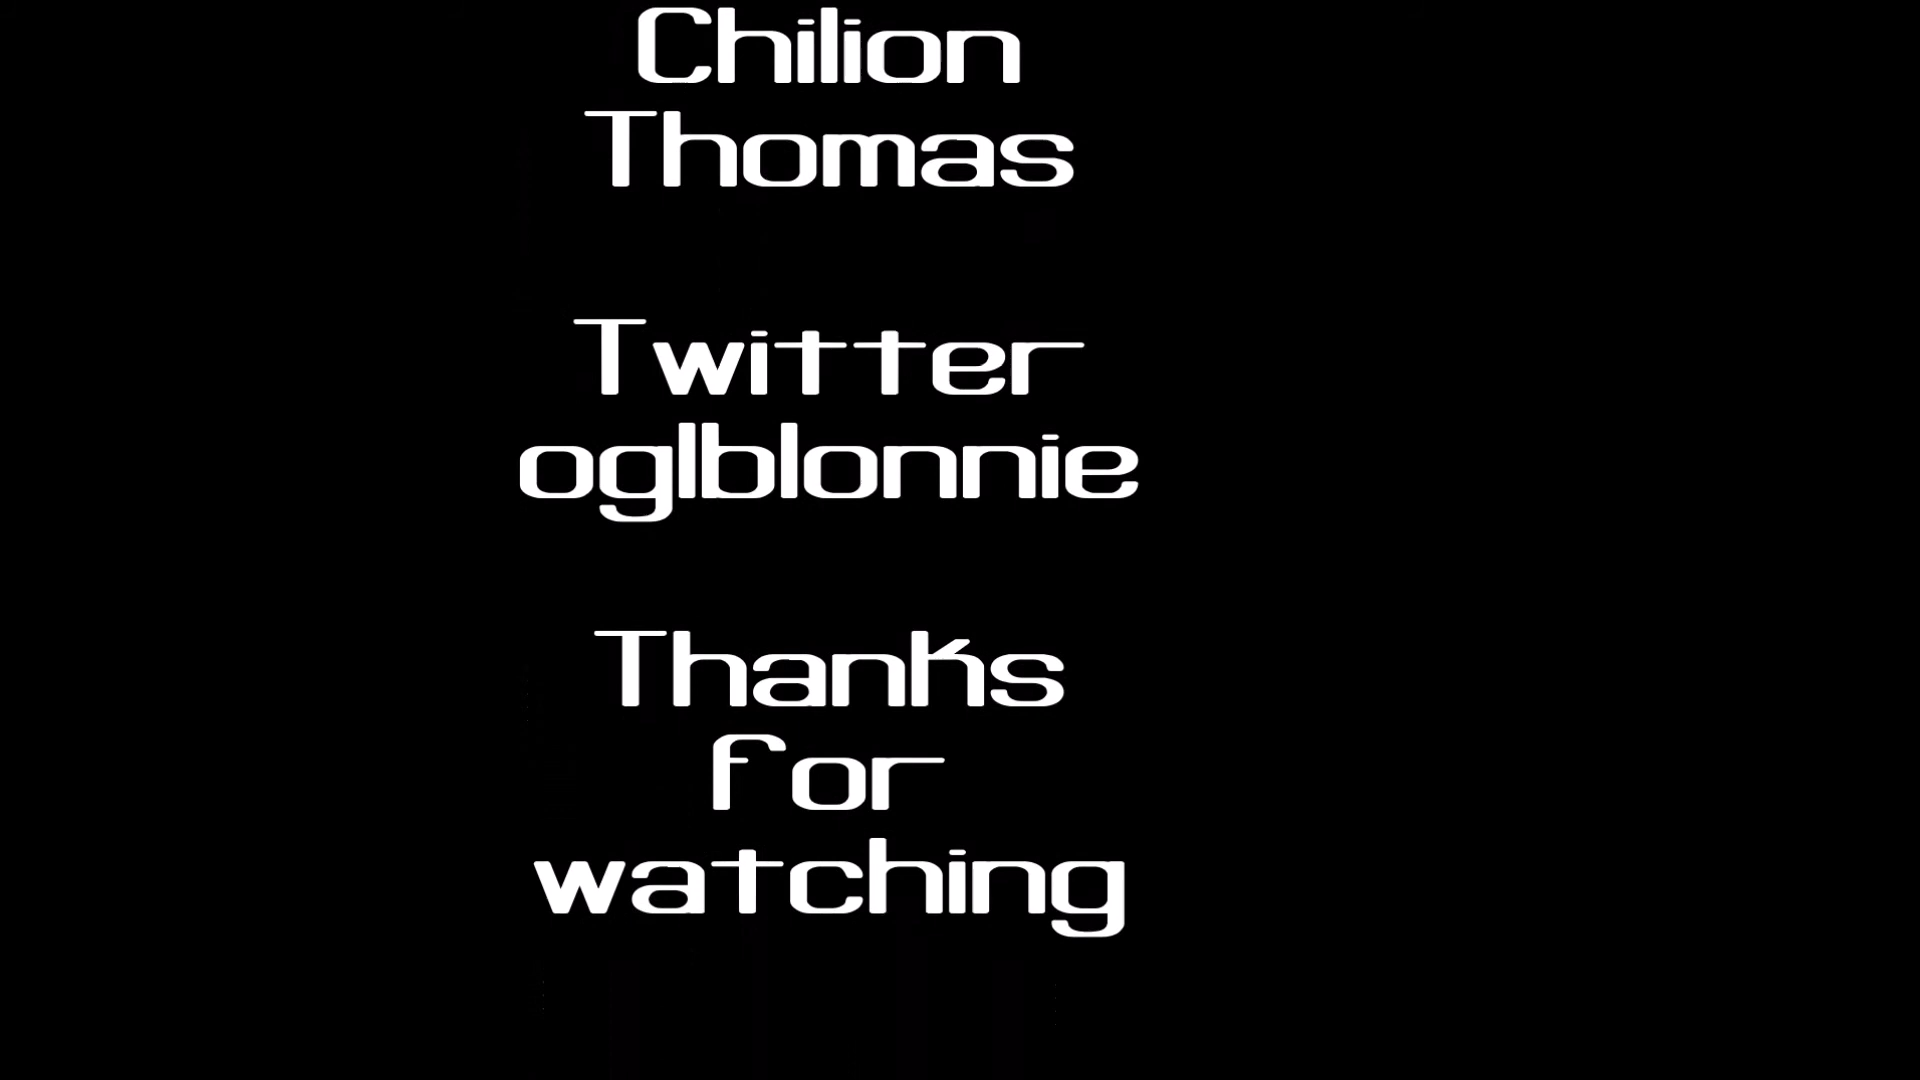 Chilion
Thomas
Twitter
oglblonnie
Thanks
for
watching